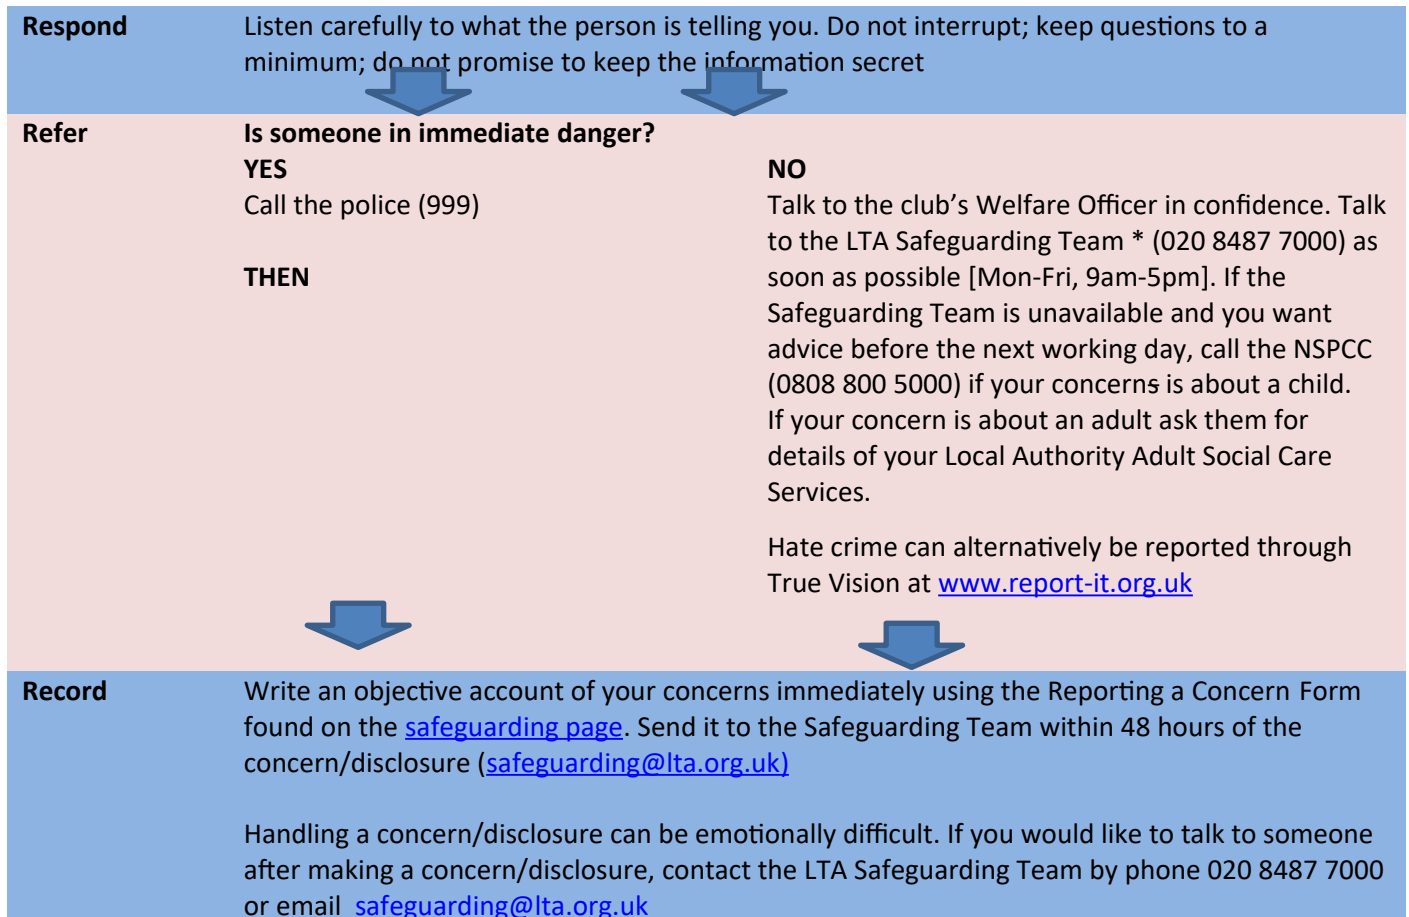 Respond
Listen carefully to what the person is telling you. Do not interrupt; keep questions to a
minimum; do not promise to keep the information secret
Refer
Is someone in immediate danger?
YES
Call the police (999)
THEN
NO
Talk to the club’s Welfare Officer in confidence. Talk
to the LTA Safeguarding Team * (020 8487 7000) as
soon as possible [Mon-Fri, 9am-5pm]. If the
Safeguarding Team is unavailable and you want
advice before the next working day, call the NSPCC
(0808 800 5000) if your concerns is about a child.
If your concern is about an adult ask them for
details of your Local Authority Adult Social Care
Services.
Hate crime can alternatively be reported through
True Vision at www.report-it.org.uk
Record
Write an objective account of your concerns immediately using the Reporting a Concern Form
found on the safeguarding page. Send it to the Safeguarding Team within 48 hours of the
concern/disclosure (safeguarding@lta.org.uk)
Handling a concern/disclosure can be emotionally difficult. If you would like to talk to someone
after making a concern/disclosure, contact the LTA Safeguarding Team by phone 020 8487 7000
or email safeguarding@lta.org.uk